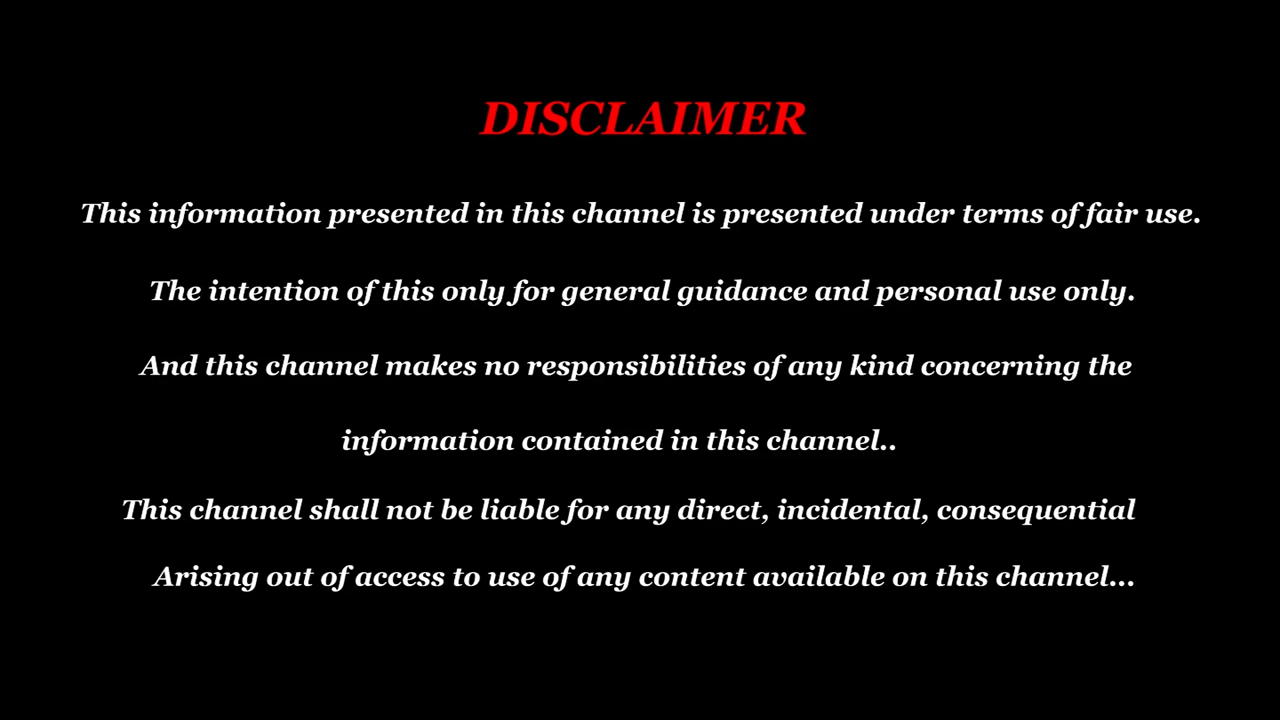 DISCLAIMER
This information presented in this channel is presented under terms of fair use.
The intention of this only for general guidance and personal use only.
And this channel makes no responsibilities of any kind concerning the
information contained in this channel..
This channel shall not be liable for any direct, incidental, consequential
Arising out of access to use of any content available on this channel...